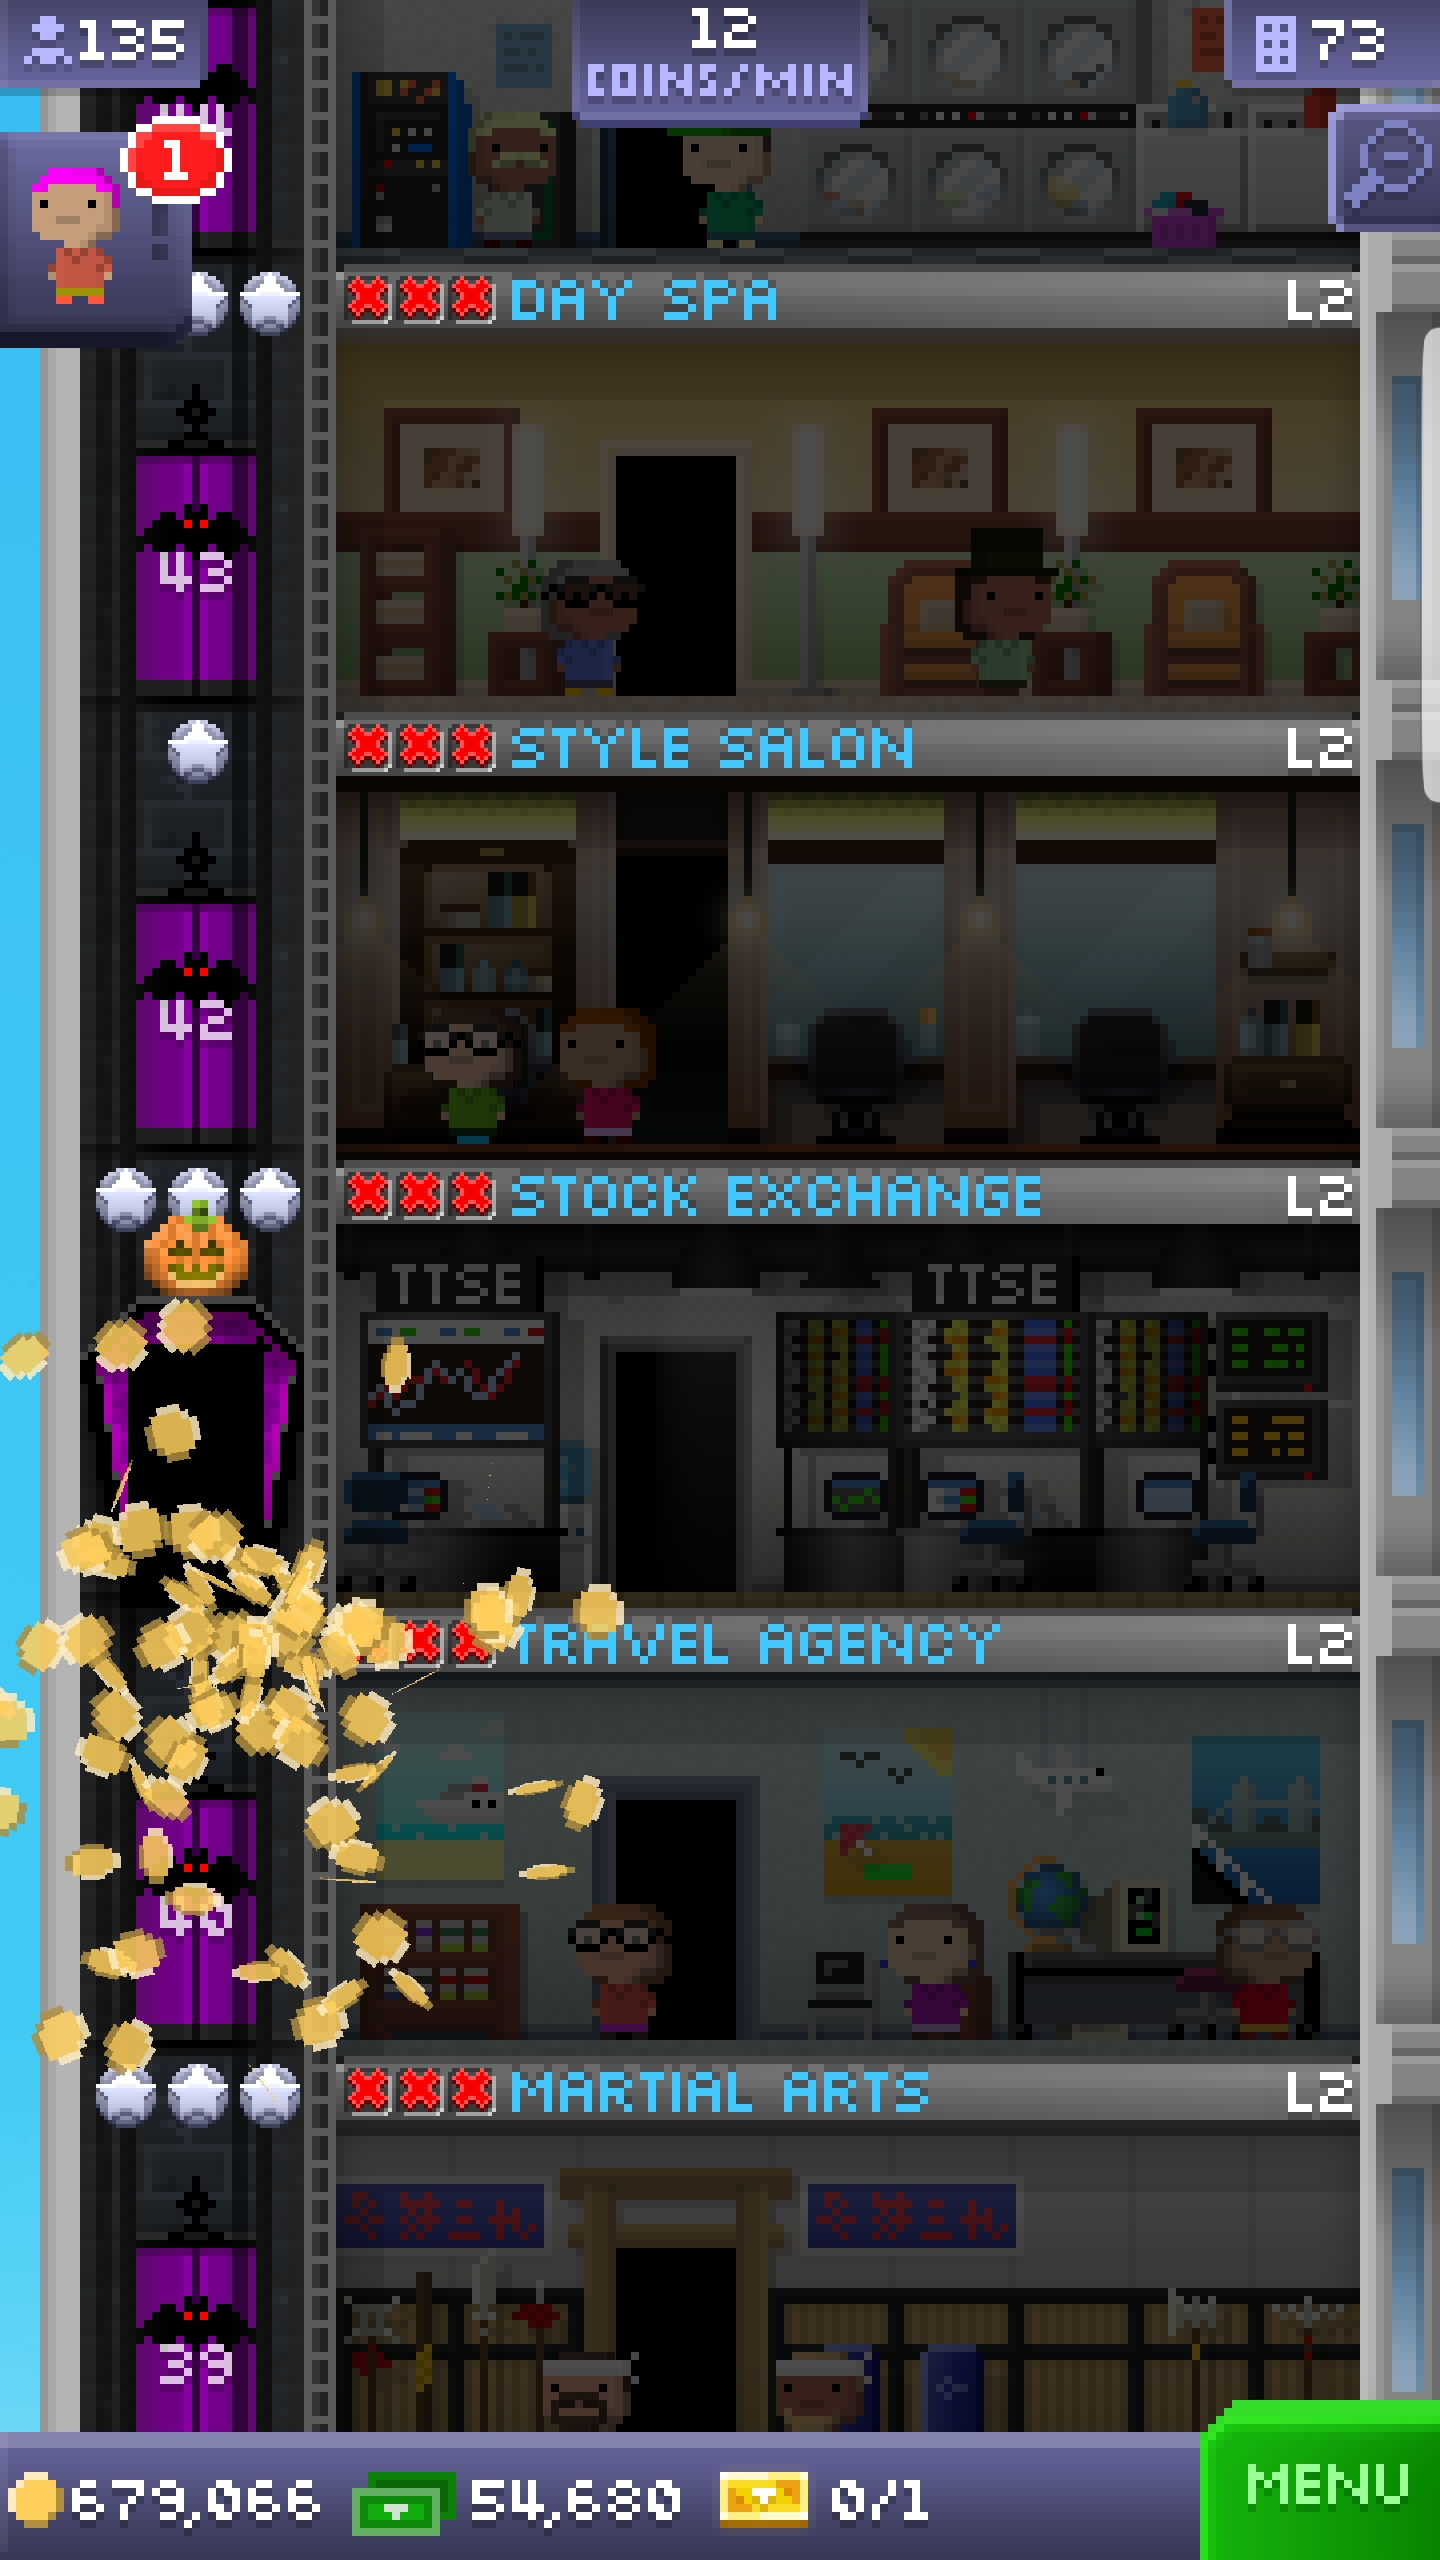 135
12
COINS/MIN
73
1
DAY SPA L2
43
STYLE SALON L2
42
STOCK EXCHANGE L2
TTSE TTSE
TRAVEL AGENCY L2
40
MARTIAL ARTS L2
39
679,066 54,680 0/1
MENU